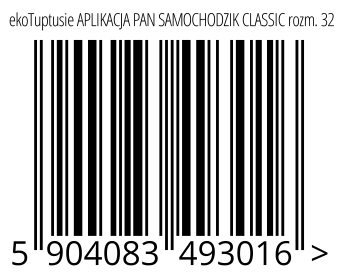 ekoTuptusie APLIKACJA PAN SAMOCHODZIK CLASSIC rozm. 32
5 904083 493016 >